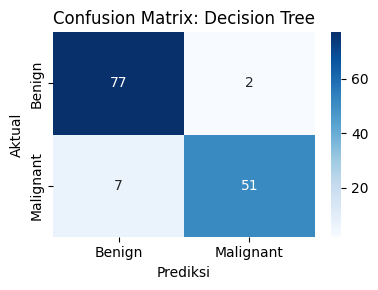 Confusion Matrix: Decision Tree
Aktual
Benign
77
2
Malignant
7
51
Benign
Malignant
Prediksi
60
40
20